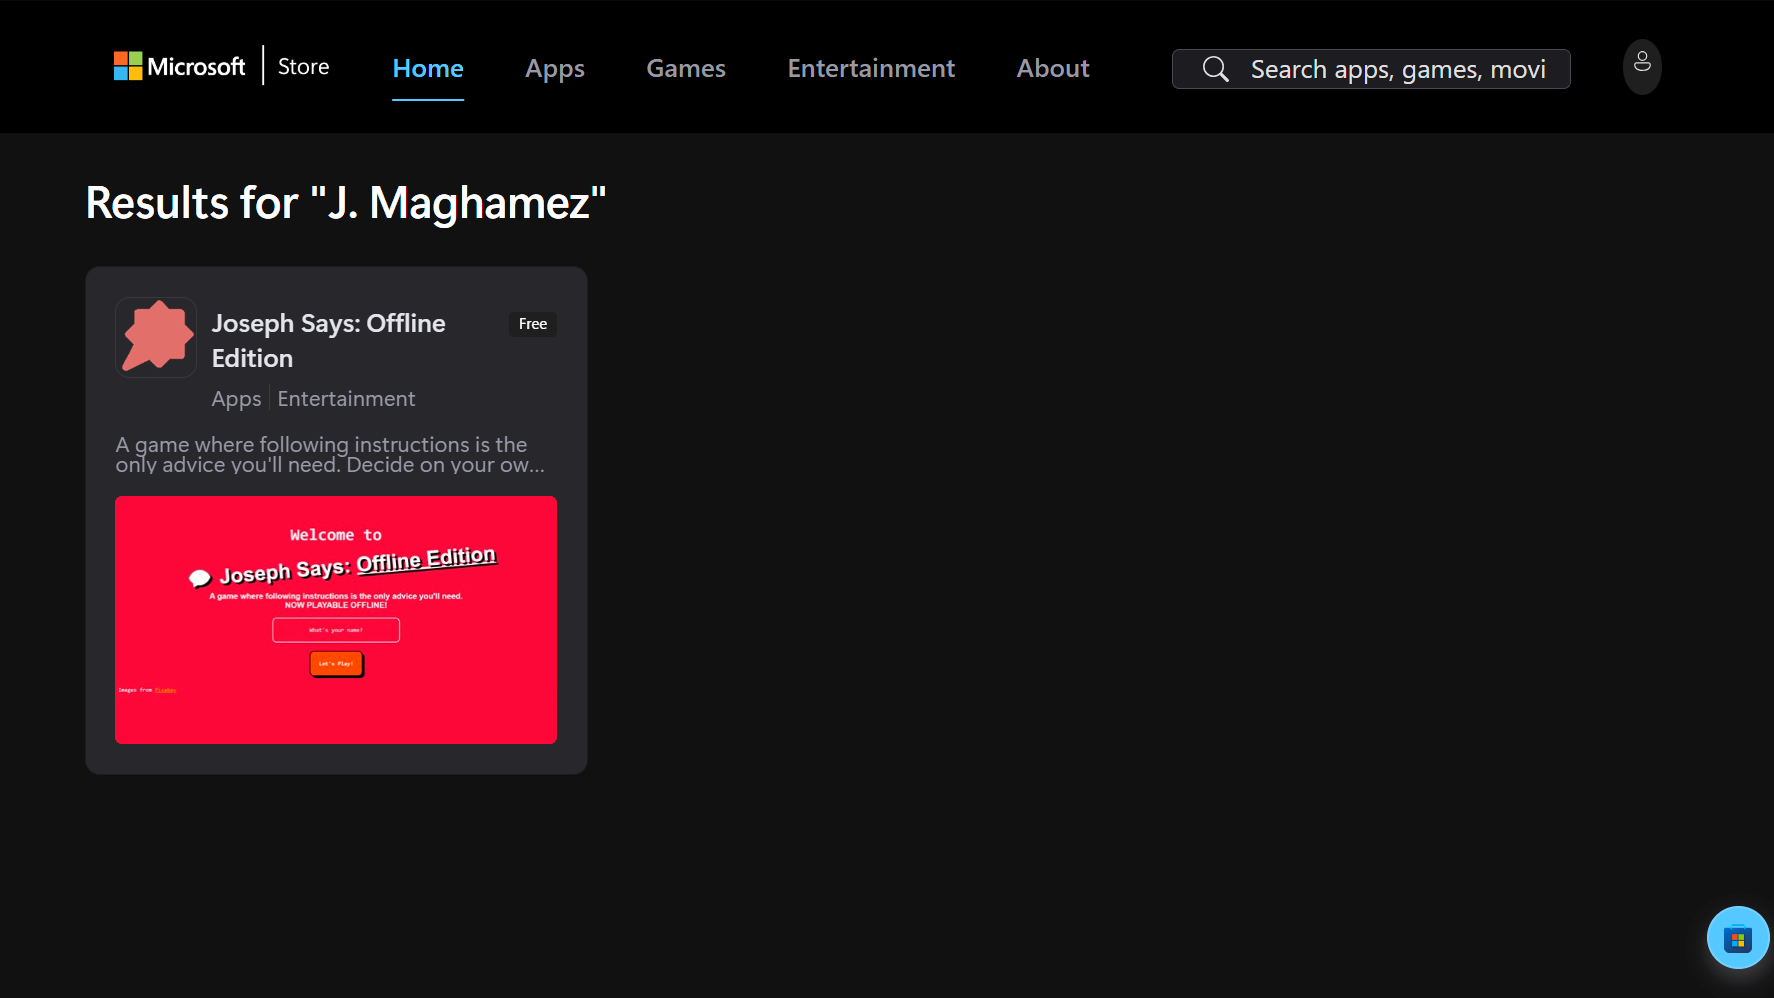 Microsoft | Store
Home
Apps
Games
Entertainment
About
Search apps, games, movi
Results for "J. Maghamez"
Joseph Says: Offline
Edition
Free
Apps | Entertainment
A game where following instructions is the
only advice you'll need. Decide on your ow...
Welcome to
Joseph Says: Offline Edition
A game where following instructions is the only advice you'll need.
NOW PLAYABLE OFFLINE!
What's your name?
Let's Play!
Images from